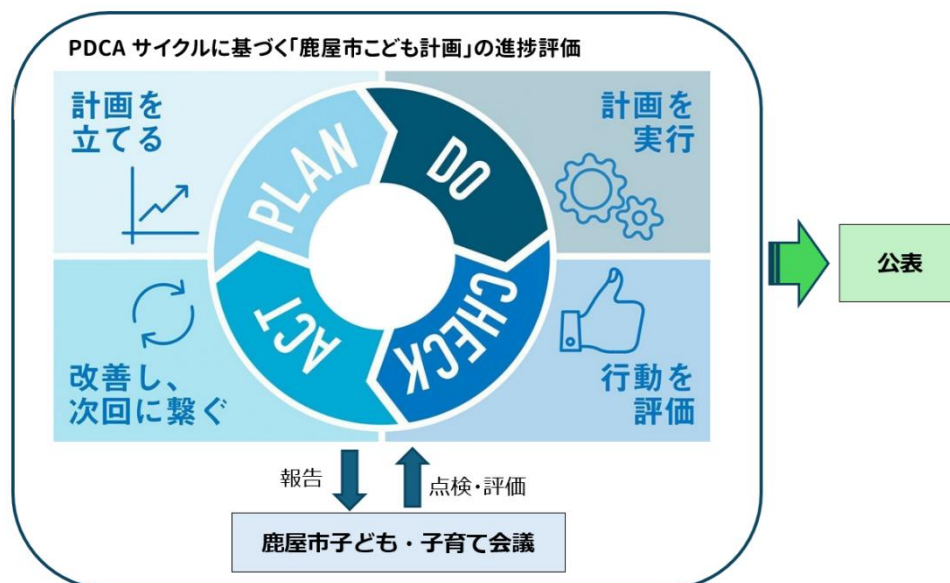 PDCA サイクルに基づく「鹿屋市こども計画」の進捗評価
計画を
立てる
計画を
実行
PLAN
DO
公表
ACT
CHECK
改善し、
次回に繋ぐ
行動を
評価
報告
点検・評価
鹿屋市子ども・子育て会議